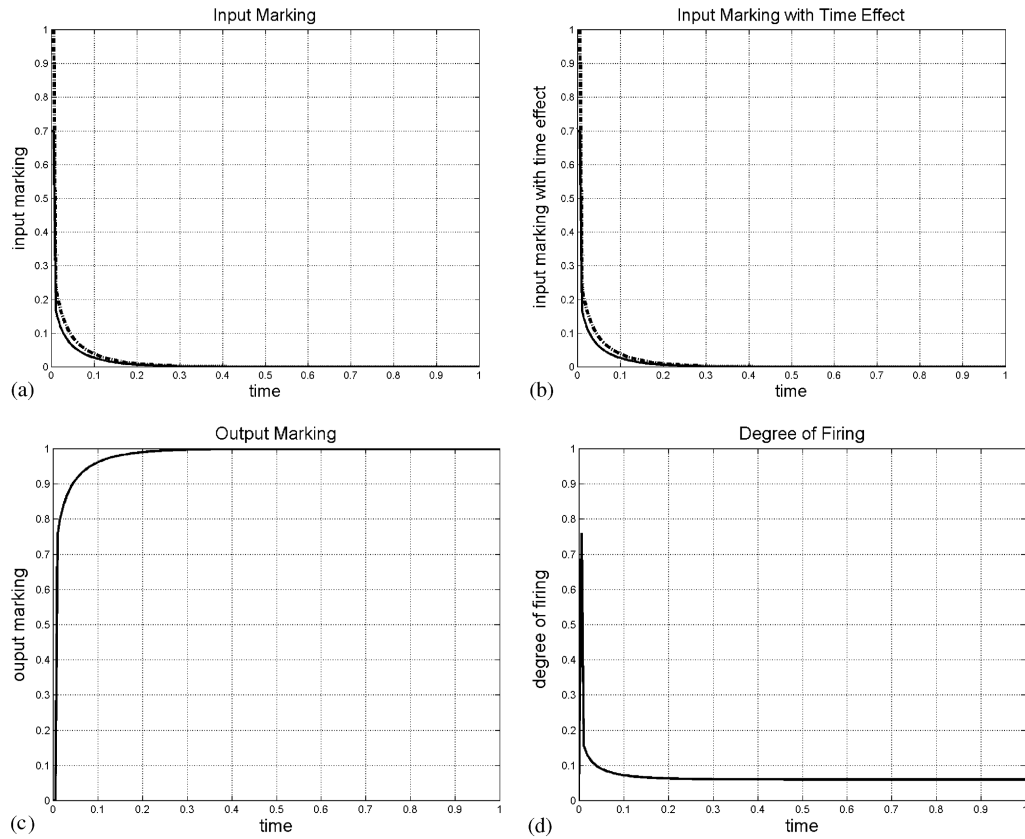 Input Marking
1
0.9
0.8
0.7
0.6
0.5
0.4
0.3
0.2
0.1
0
input marking
0 0.1 0.2 0.3 0.4 0.5 0.6 0.7 0.8 0.9 1
time
(a)
Input Marking with Time Effect
1
0.9
0.8
0.7
0.6
0.5
0.4
0.3
0.2
0.1
0
input marking with time effect
0 0.1 0.2 0.3 0.4 0.5 0.6 0.7 0.8 0.9 1
time
(b)
Output Marking
1
0.9
0.8
0.7
0.6
0.5
0.4
0.3
0.2
0.1
0
ouput marking
0 0.1 0.2 0.3 0.4 0.5 0.6 0.7 0.8 0.9 1
time
(c)
Degree of Firing
1
0.9
0.8
0.7
0.6
0.5
0.4
0.3
0.2
0.1
0
degree of firing
0 0.1 0.2 0.3 0.4 0.5 0.6 0.7 0.8 0.9 1
time
(d)